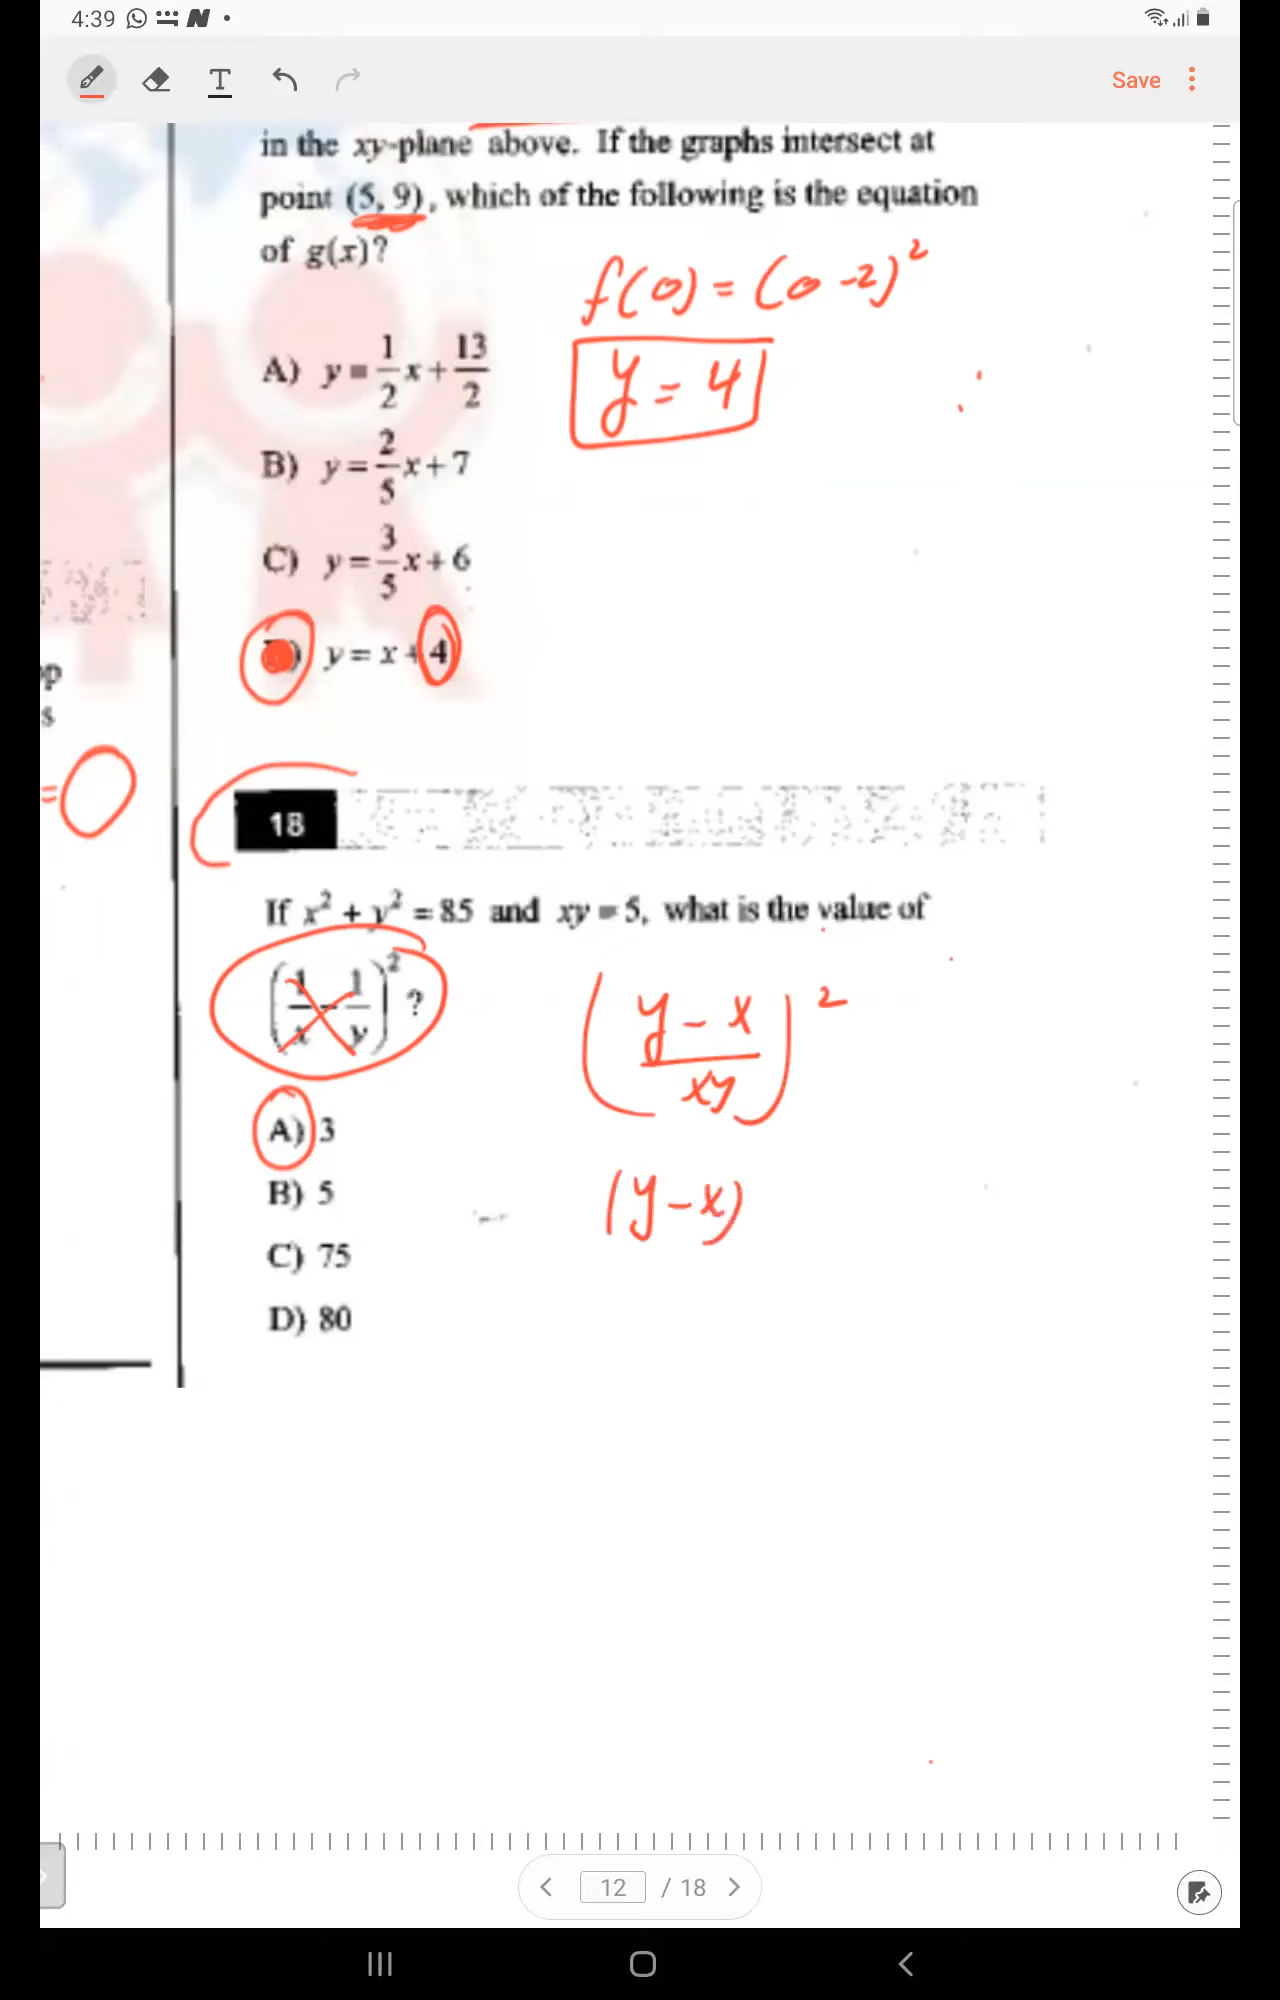 4:39
Save
in the xy-plane above. If the graphs intersect at
point (5, 9), which of the following is the equation
of g(x)?
f(0) = (0 -2)²
y = 4
A) y = 1/2 x + 13/2
B) y = 2/5 x + 7
C) y = 3/5 x + 6
y = x + 4
18
If x² + y² = 85 and xy = 5, what is the value of
(1/x - 1/y)² ?
(y - x / xy)²
A) 3
(y - x)
B) 5
C) 75
D) 80
12 / 18